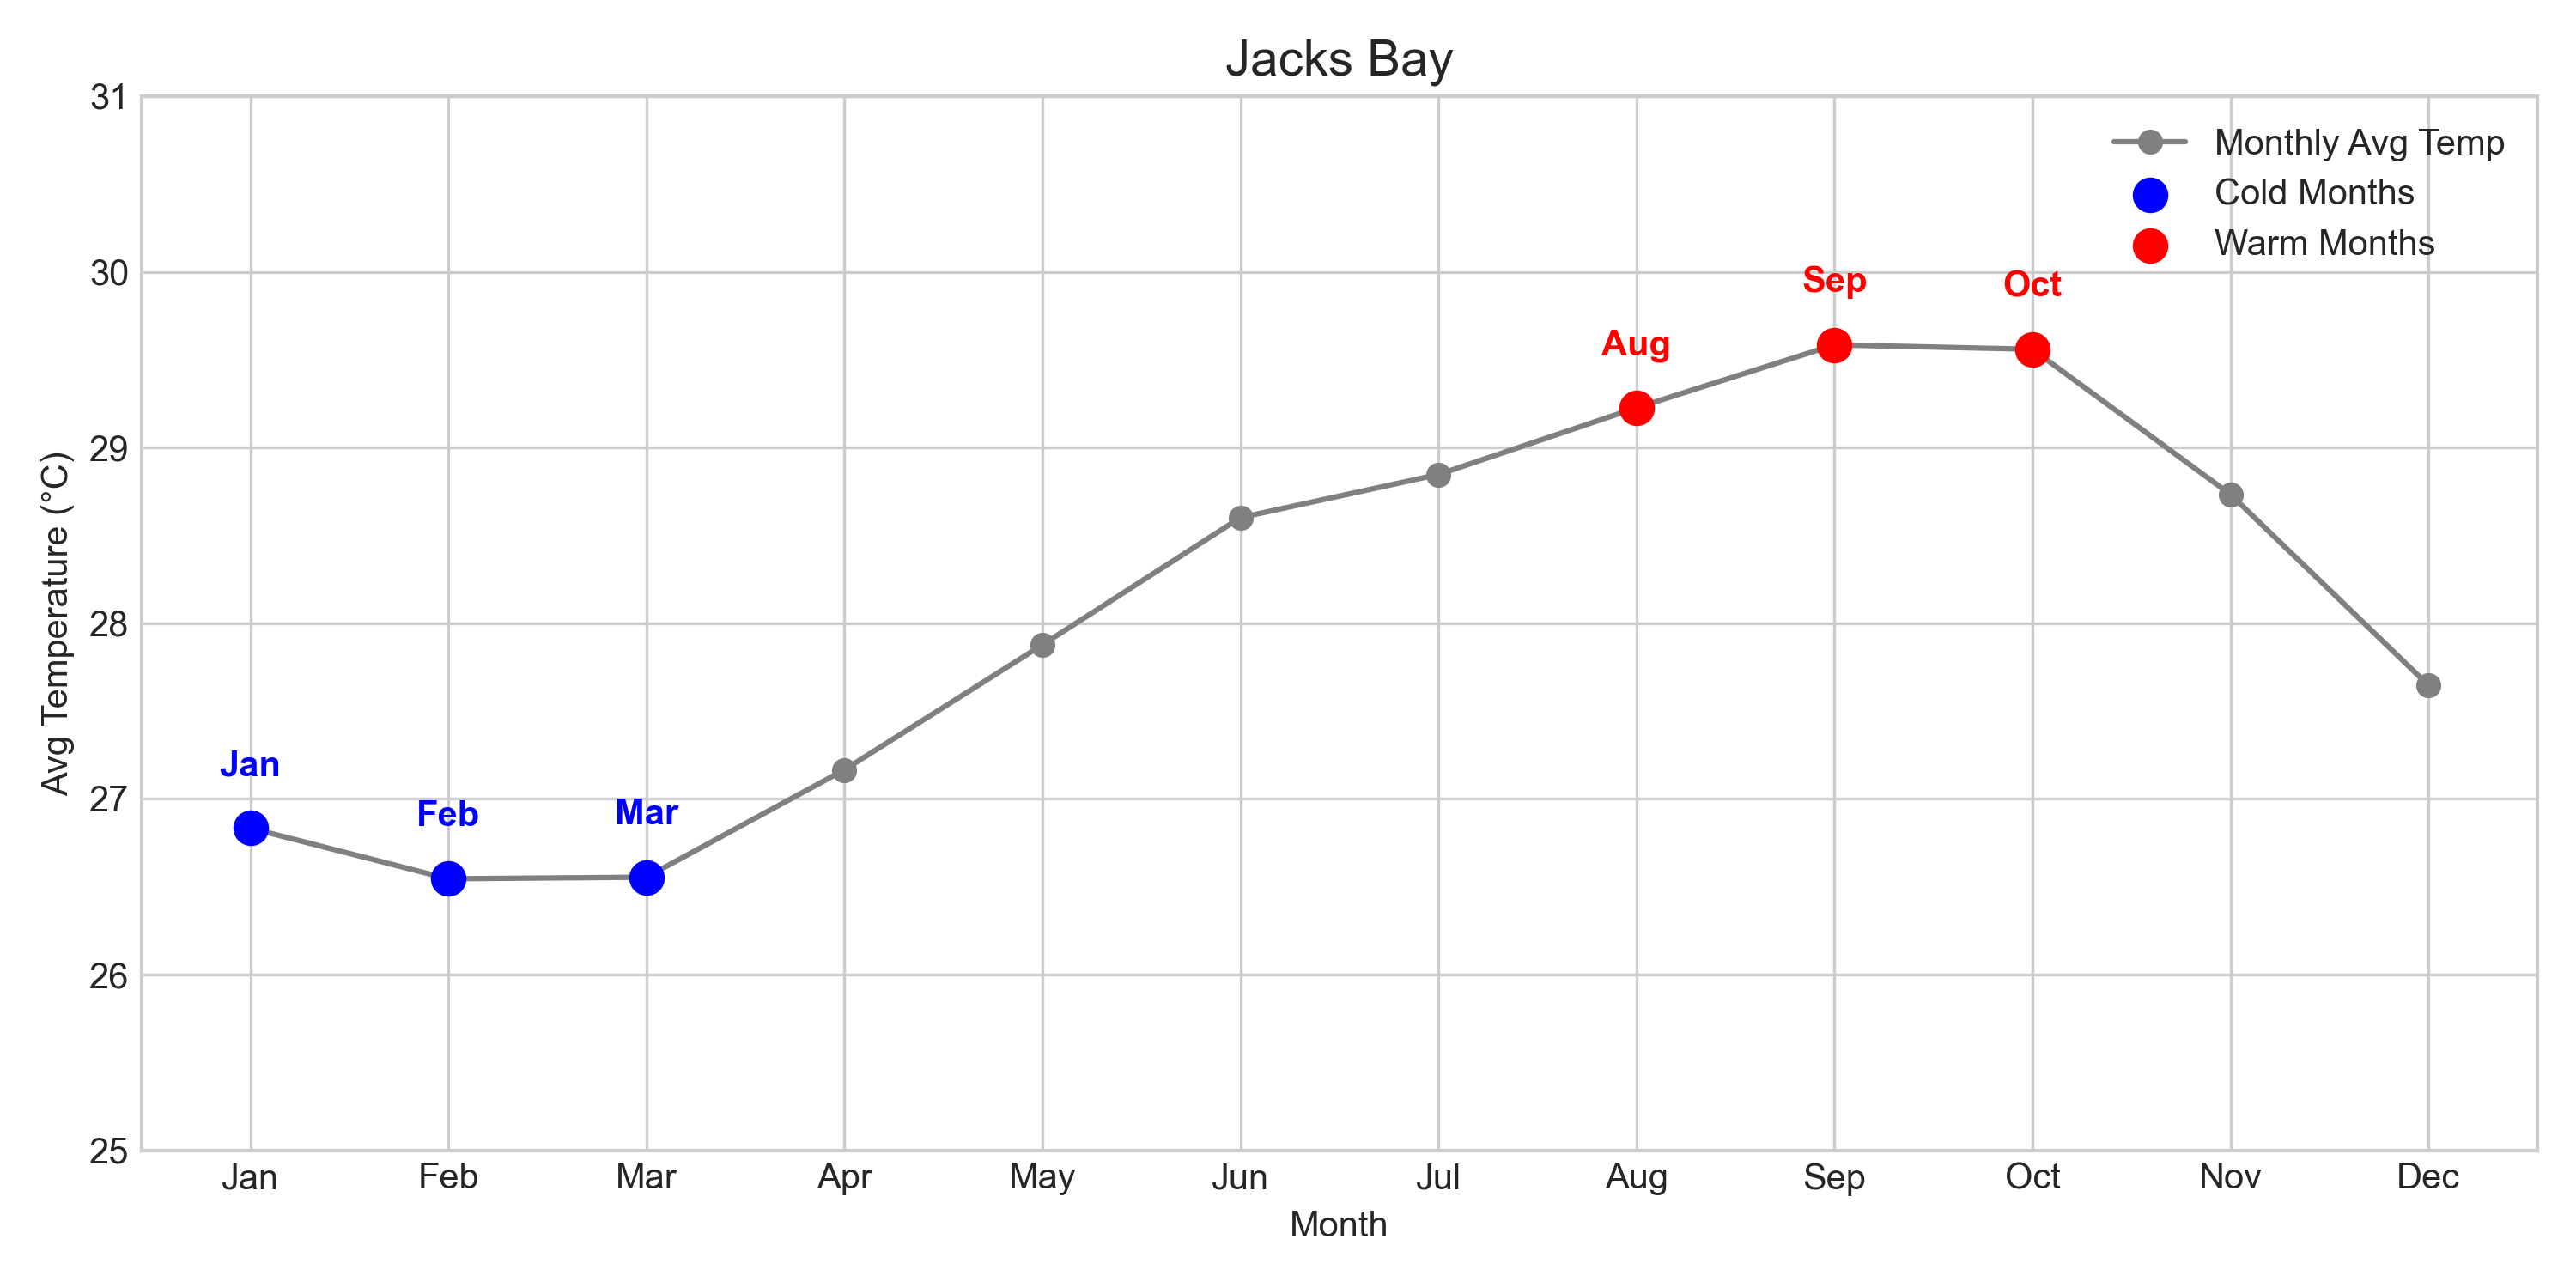 Jacks Bay
31
30
29
28
27
26
25
Avg Temperature (°C)
Monthly Avg Temp
Cold Months
Warm Months
Jan
Feb
Mar
Aug
Sep
Oct
Jan Feb Mar Apr May Jun Jul Aug Sep Oct Nov Dec
Month